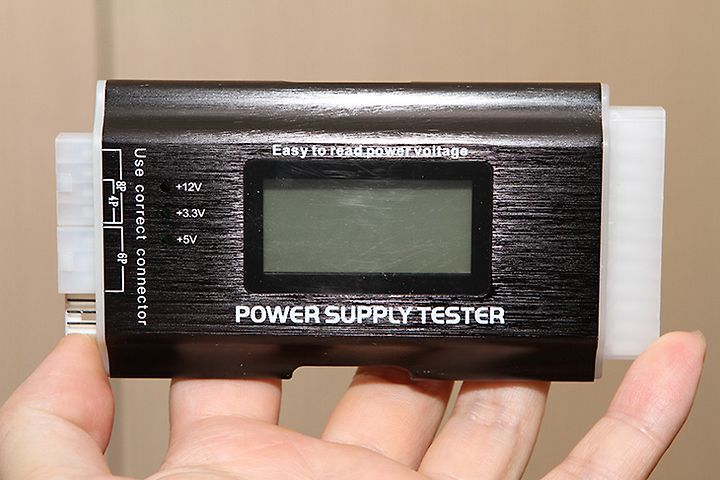 Easy to read power voltage
Use correct connector
8P
4P
6P
+12V
+3.3V
+5V
POWER SUPPLY TESTER